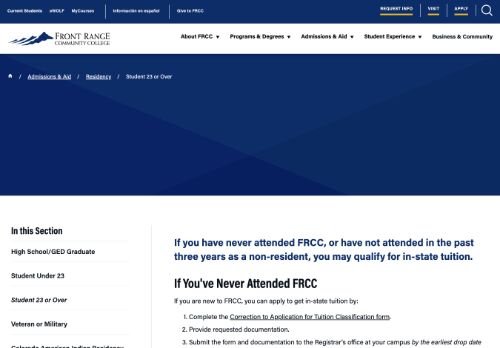 Current Students eWOLF MyCourses Información en español Give to FRCC REQUEST INFO VISIT APPLY
FRONT RANGE
COMMUNITY COLLEGE
About FRCC ▼ Programs & Degrees ▼ Admissions & Aid ▼ Student Experience ▼ Business & Community
/ Admissions & Aid / Residency / Student 23 or Over
In this Section
High School/GED Graduate
Student Under 23
Student 23 or Over
Veteran or Military
Colorado American Indian Residency
If you have never attended FRCC, or have not attended in the past
three years as a non-resident, you may qualify for in-state tuition.
If You've Never Attended FRCC
If you are new to FRCC, you can apply to get in-state tuition by:
1. Complete the Correction to Application for Tuition Classification form.
2. Provide requested documentation.
3. Submit the form and documentation to the Registrar's office at your campus by the earliest drop date